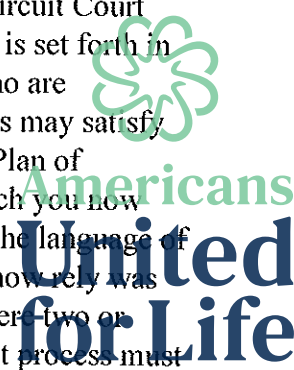 ircuit Court
is set forth in
ho are
s may satisfy
Plan of
ch you now
he language of
now rely was
ere two or
t process must
Americans
United
for Life